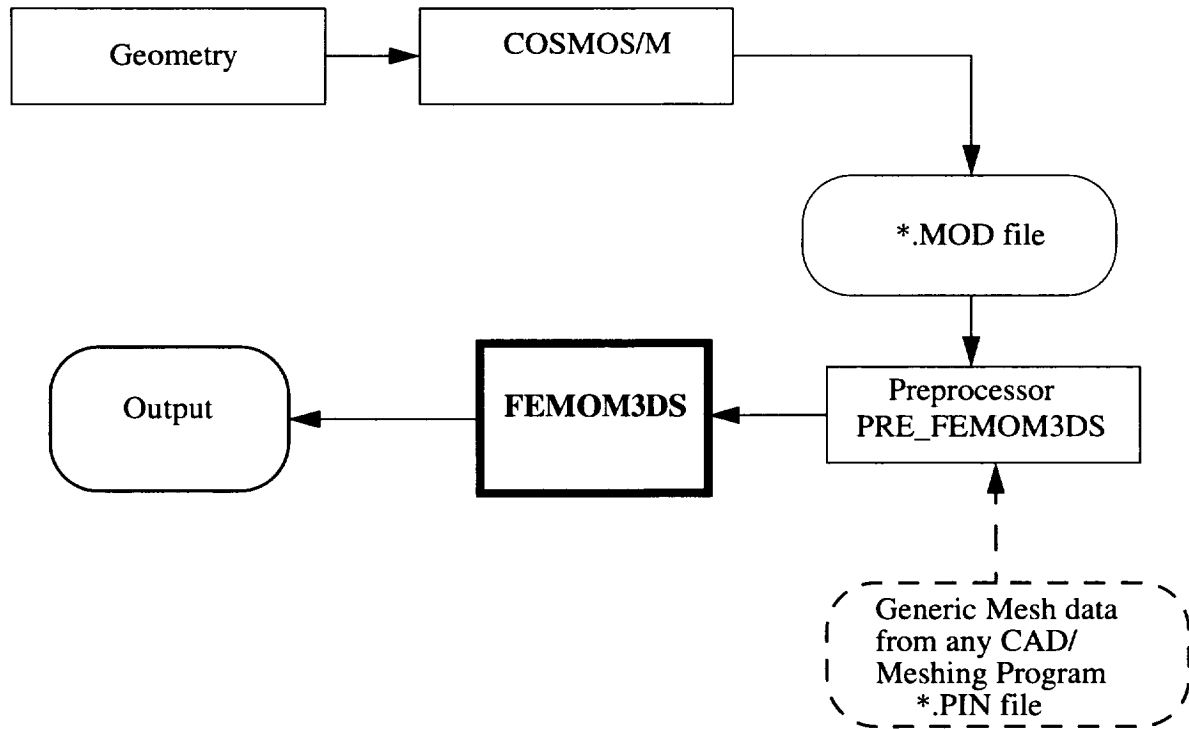 Geometry
COSMOS/M
*.MOD file
Preprocessor
PRE_FEMOM3DS
FEMOM3DS
Output
Generic Mesh data
from any CAD/
Meshing Program
*.PIN file